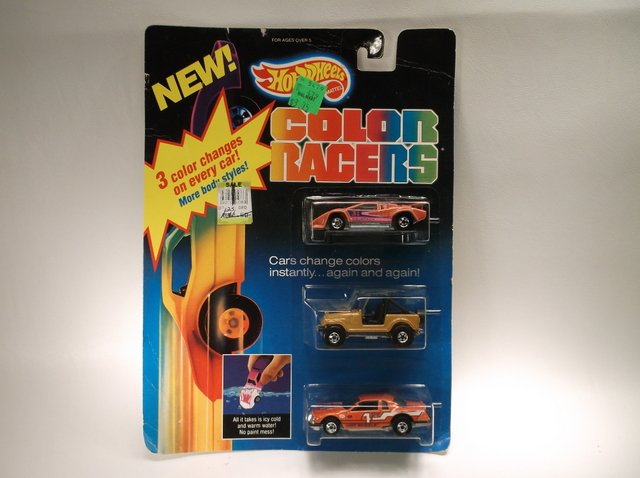 FOR AGES OVER 5
NEW!
HOT WHEELS
MATTEL
WALMART
COLOR
RACERS
3 color changes
on every car!
More body styles!
SALE
Cars change colors
instantly...again and again!
1
All it takes is icy cold
and warm water!
No paint mess!